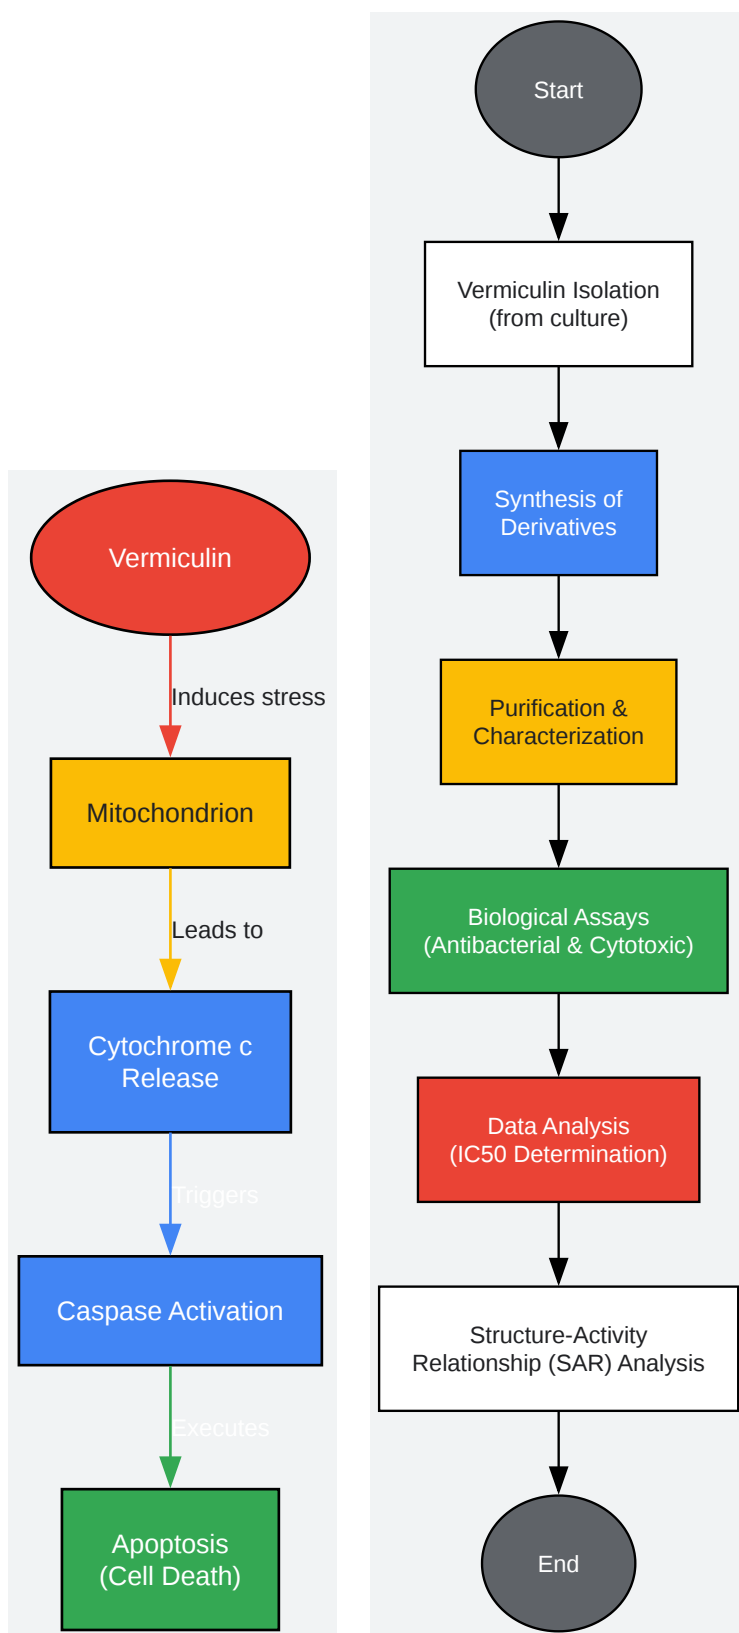 Vermiculin
Induces stress
Mitochondrion
Leads to
Cytochrome c
Release
Triggers
Caspase Activation
Executes
Apoptosis
(Cell Death)
Start
Vermiculin Isolation
(from culture)
Synthesis of
Derivatives
Purification &
Characterization
Biological Assays
(Antibacterial & Cytotoxic)
Data Analysis
(IC50 Determination)
Structure-Activity
Relationship (SAR) Analysis
End